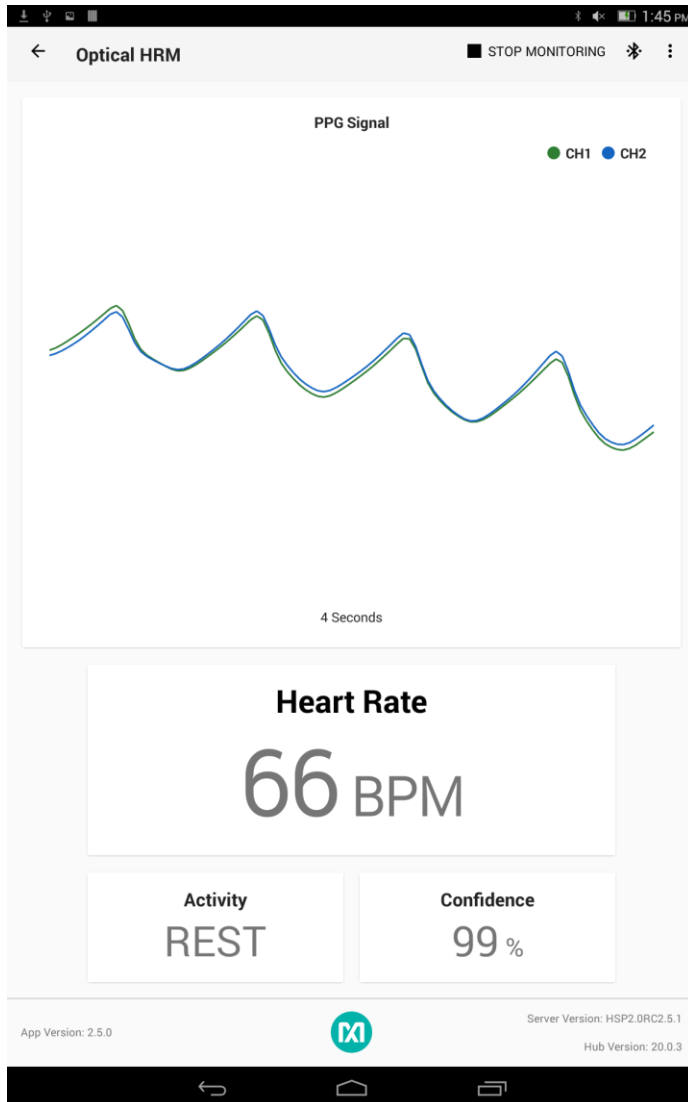 1:45 PM
Optical HRM
STOP MONITORING
PPG Signal
CH1
CH2
4 Seconds
Heart Rate
66 BPM
Activity
REST
Confidence
99 %
App Version: 2.5.0
Server Version: HSP2.0RC2.5.1
Hub Version: 20.0.3